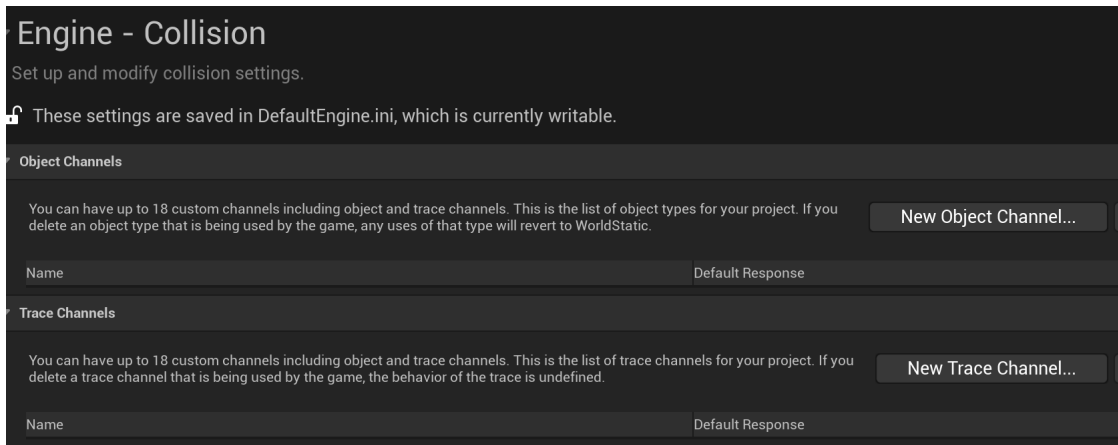 Engine - Collision
Set up and modify collision settings.
These settings are saved in DefaultEngine.ini, which is currently writable.
Object Channels
You can have up to 18 custom channels including object and trace channels. This is the list of object types for your project. If you
delete an object type that is being used by the game, any uses of that type will revert to WorldStatic.
New Object Channel...
Name Default Response
Trace Channels
You can have up to 18 custom channels including object and trace channels. This is the list of trace channels for your project. If you
delete a trace channel that is being used by the game, the behavior of the trace is undefined.
New Trace Channel...
Name Default Response